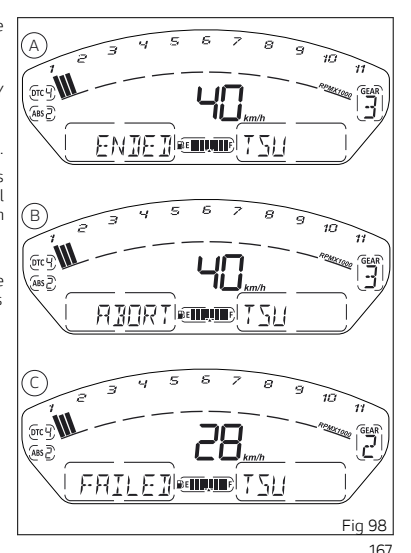 A
1 2 3 4 5 6 7 8 9 10 11
RPMX1000
DTC 4
ABS 2
40
km/h
GEAR
3
ENDED E F TSU
B
1 2 3 4 5 6 7 8 9 10 11
RPMX1000
DTC 4
ABS 2
40
km/h
GEAR
3
ABORT E F TSU
C
1 2 3 4 5 6 7 8 9 10 11
RPMX1000
DTC 4
ABS 2
28
km/h
GEAR
2
FAILED E F TSU
Fig 98
167